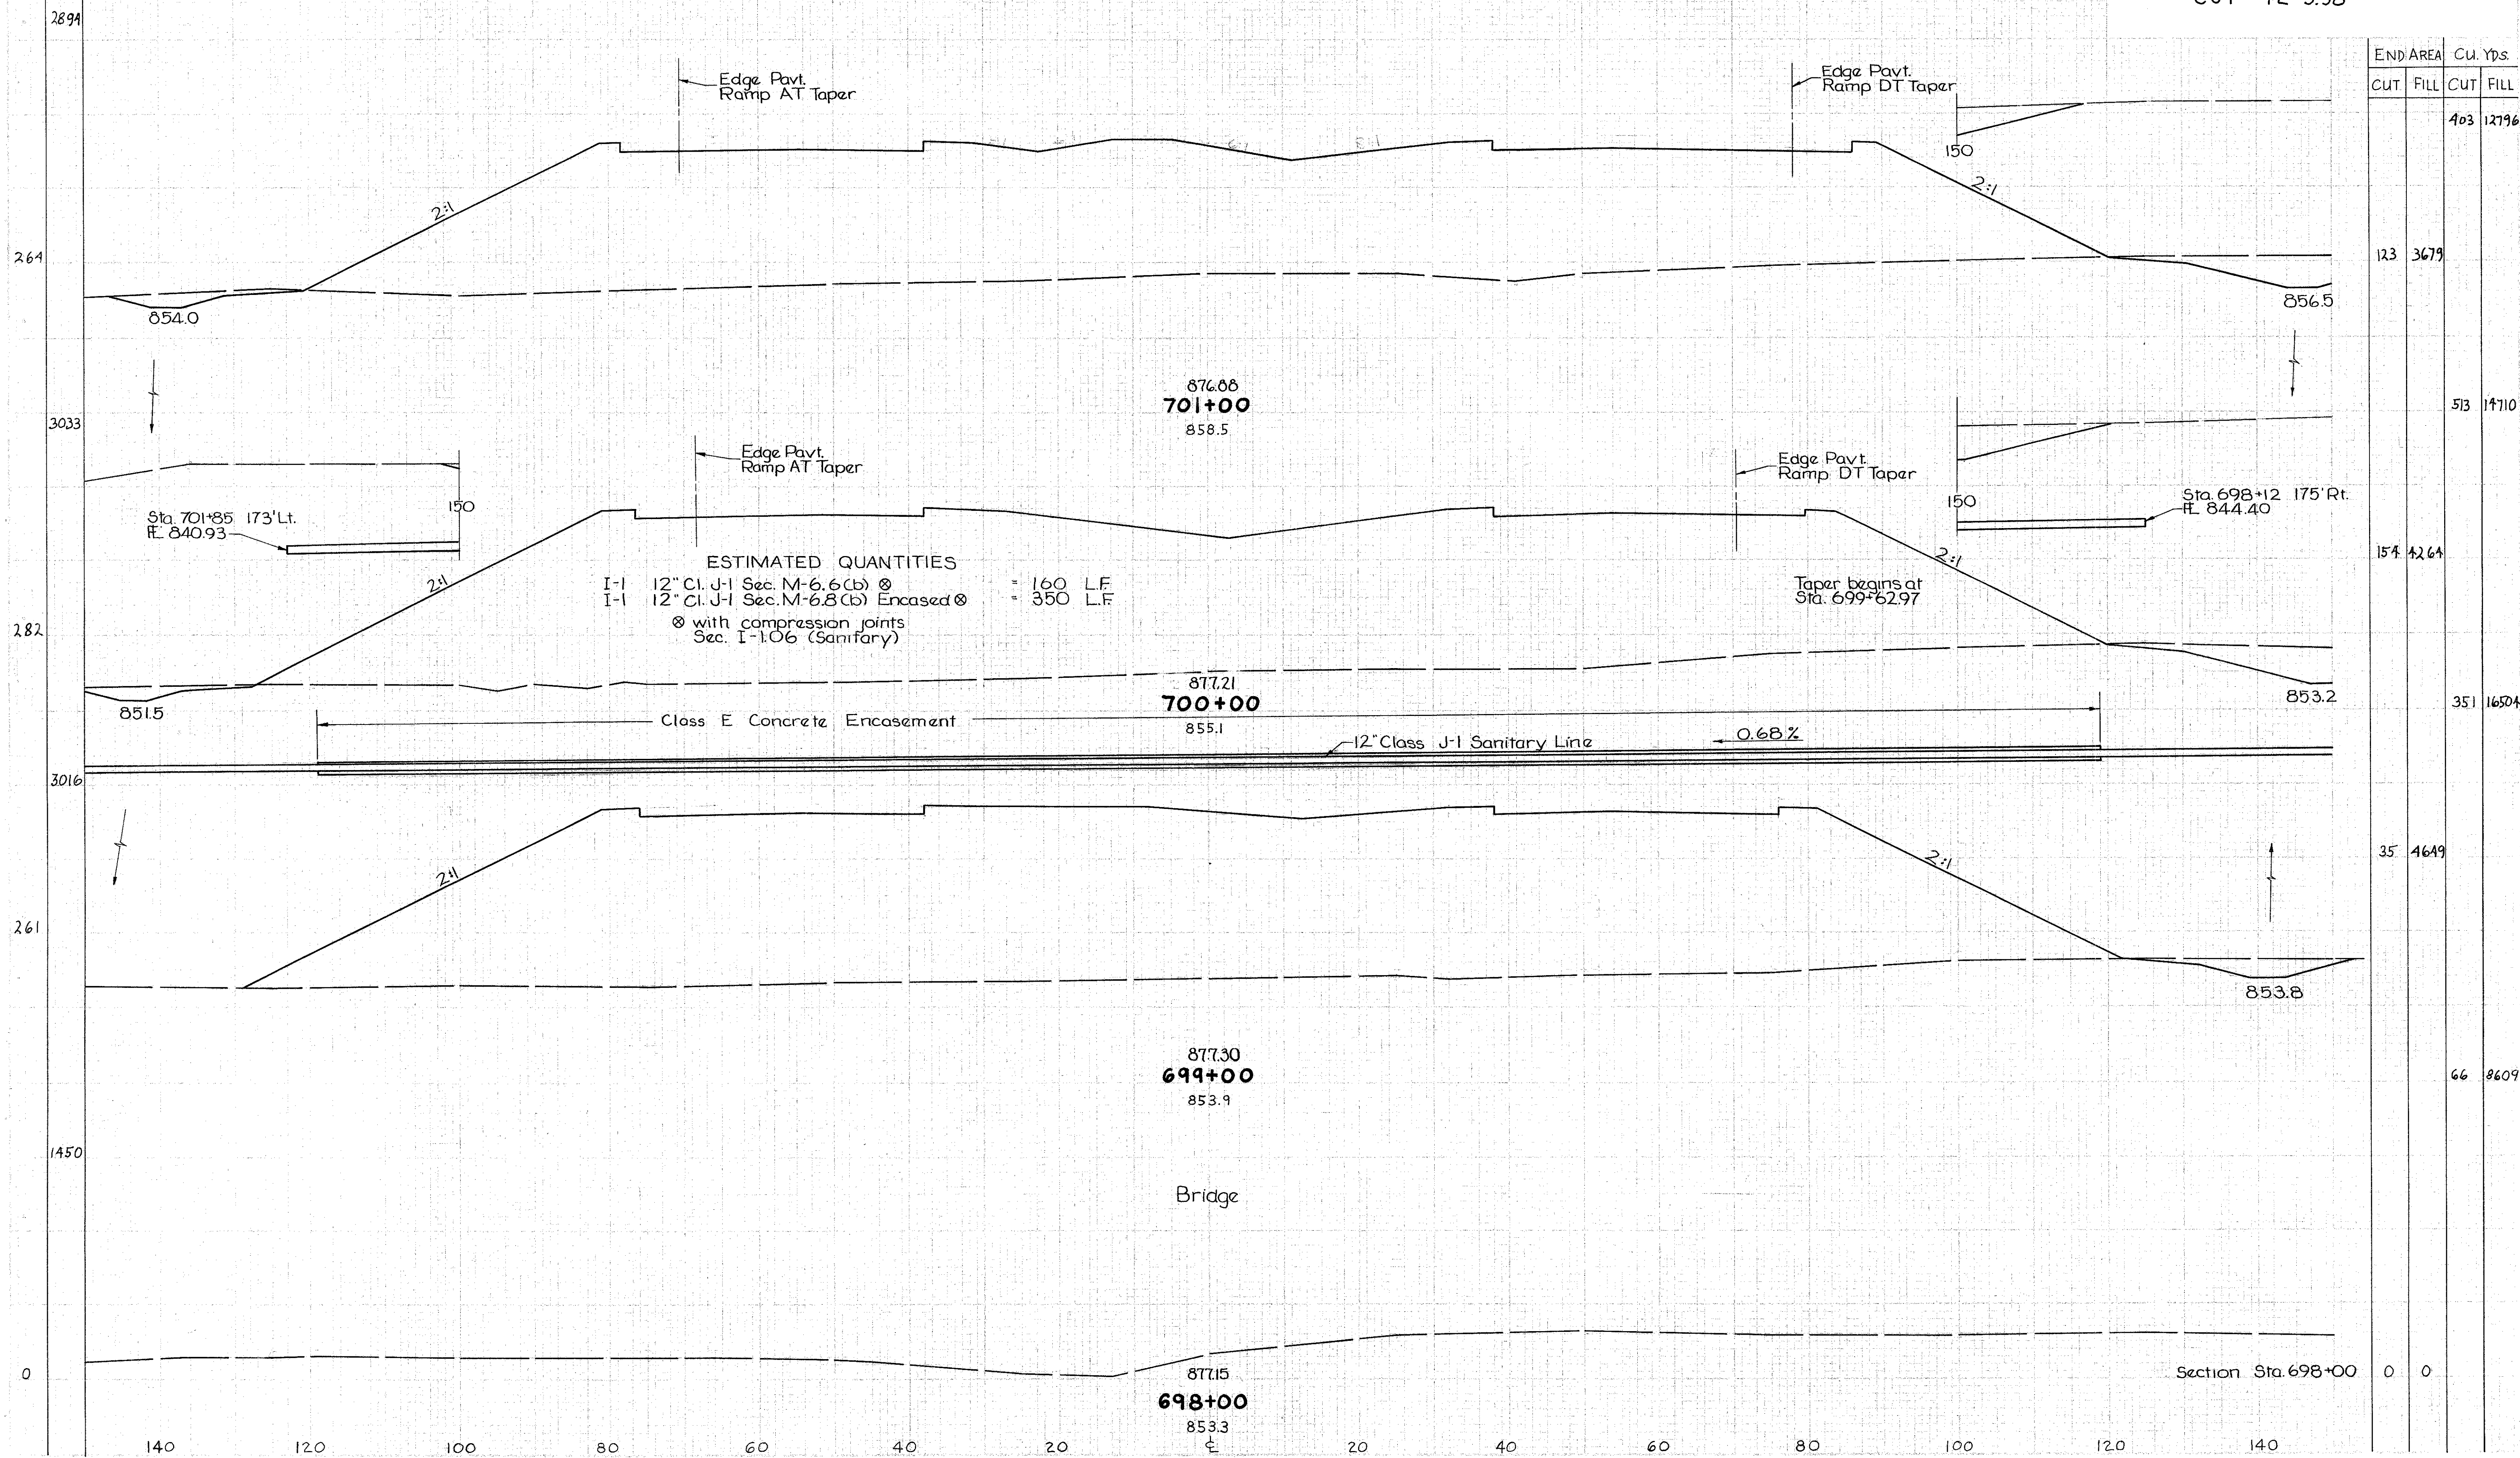 2894
END AREA CU. YDS.
CUT FILL CUT FILL
Edge Pavt.
Ramp AT Taper
Edge Pavt.
Ramp DT Taper
403 12796
150
2:1
2:1
264
123 3679
854.0
856.5
876.88
701+00
858.5
513 14710
3033
Edge Pavt.
Ramp AT Taper
Edge Pavt.
Ramp DT Taper
150
150
Sta. 701+85 173' Lt.
FL 840.93
Sta. 698+12 175' Rt.
FL 844.40
2:1
2:1
154 4264
ESTIMATED QUANTITIES
I-1 12" Cl. J-1 Sec. M-6.6(b) ⊗ = 160 L.F.
I-1 12" Cl. J-1 Sec. M-6.8(b) Encased ⊗ = 350 L.F.
⊗ with compression joints
Sec. I-1.06 (Sanitary)
Taper begins at
Sta. 699+62.97
282
851.5
877.21
700+00
855.1
853.2
351 16504
Class E Concrete Encasement
12" Class J-1 Sanitary Line
0.68%
3016
2:1
2:1
35 4649
261
853.8
877.30
699+00
853.9
66 8609
1450
Bridge
0
877.15
698+00
853.3
Section Sta. 698+00 0 0
140 120 100 80 60 40 20 ℄ 20 40 60 80 100 120 140